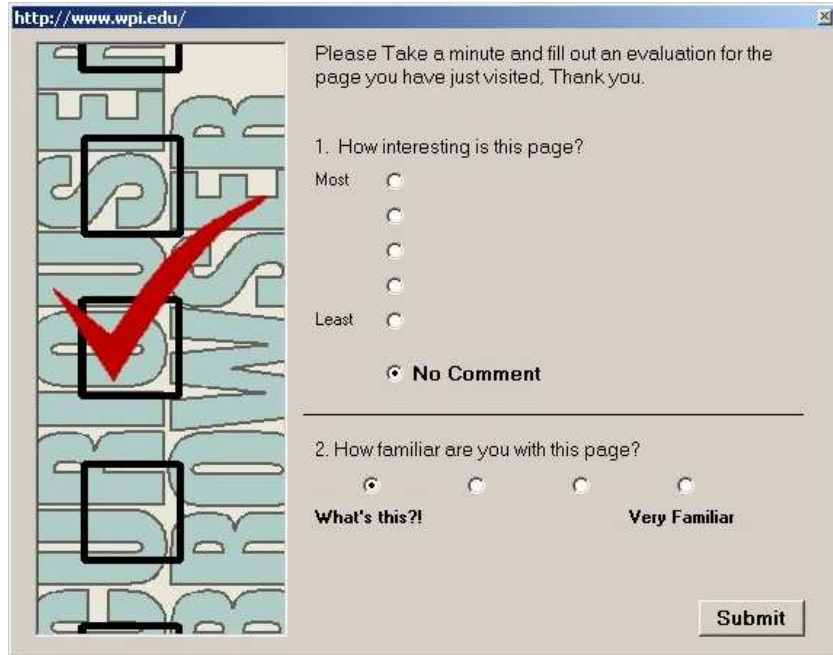 http://www.wpi.edu/
CURIOUS
BROWSER
Please Take a minute and fill out an evaluation for the
page you have just visited, Thank you.
1. How interesting is this page?
Most
Least
No Comment
2. How familiar are you with this page?
What's this?!
Very Familiar
Submit